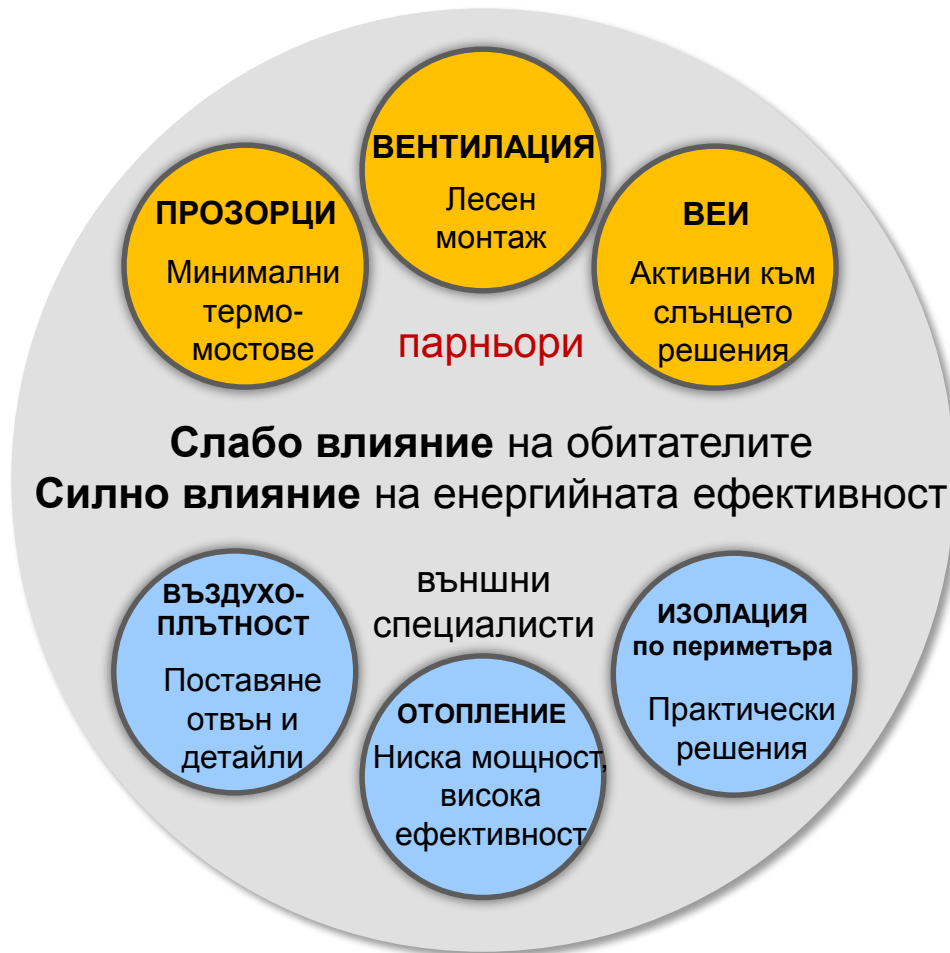 ВЕНТИЛАЦИЯ
Лесен
монтаж
ПРОЗОРЦИ
Минимални
термо-
мостове
ВЕИ
Активни към
слънцето
решения
парньори
Слабо влияние на обитателите
Силно влияние на енергийната ефективност
външни
специалисти
ВЪЗДУХО-
ПЛЪТНОСТ
Поставяне
отвън и
детайли
ОТОПЛЕНИЕ
Ниска мощност,
висока
ефективност
ИЗОЛАЦИЯ
по периметъра
Практически
решения